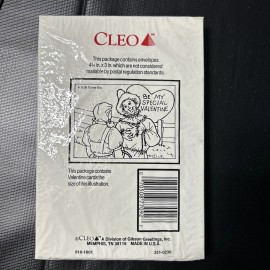 CLEO
This package contains envelopes
4¼ in. x 3 in. which are not considered
mailable by postal regulation standards.
BE MY
SPECIAL
VALENTINE
This package contains
Valentine cards the
size of this illustration.
©CLEO A Division of Gibson Greetings, Inc.
MEMPHIS, TN 38118 MADE IN U.S.A.